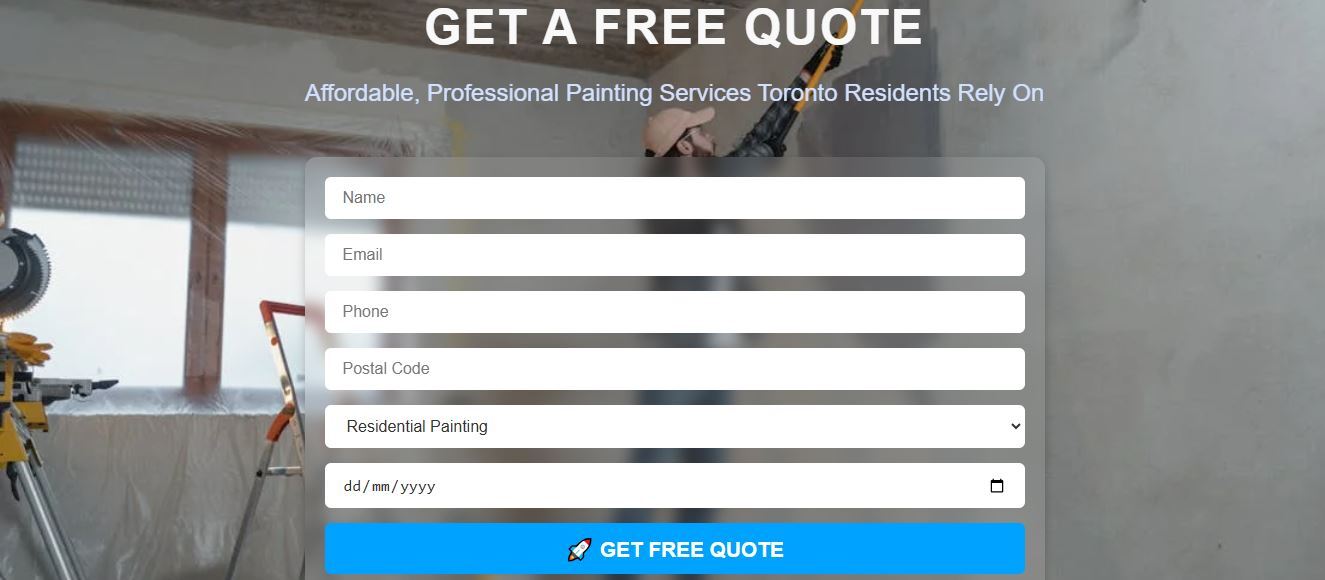 GET A FREE QUOTE
Affordable, Professional Painting Services Toronto Residents Rely On
Name
Email
Phone
Postal Code
Residential Painting
dd/mm/yyyy
🚀 GET FREE QUOTE